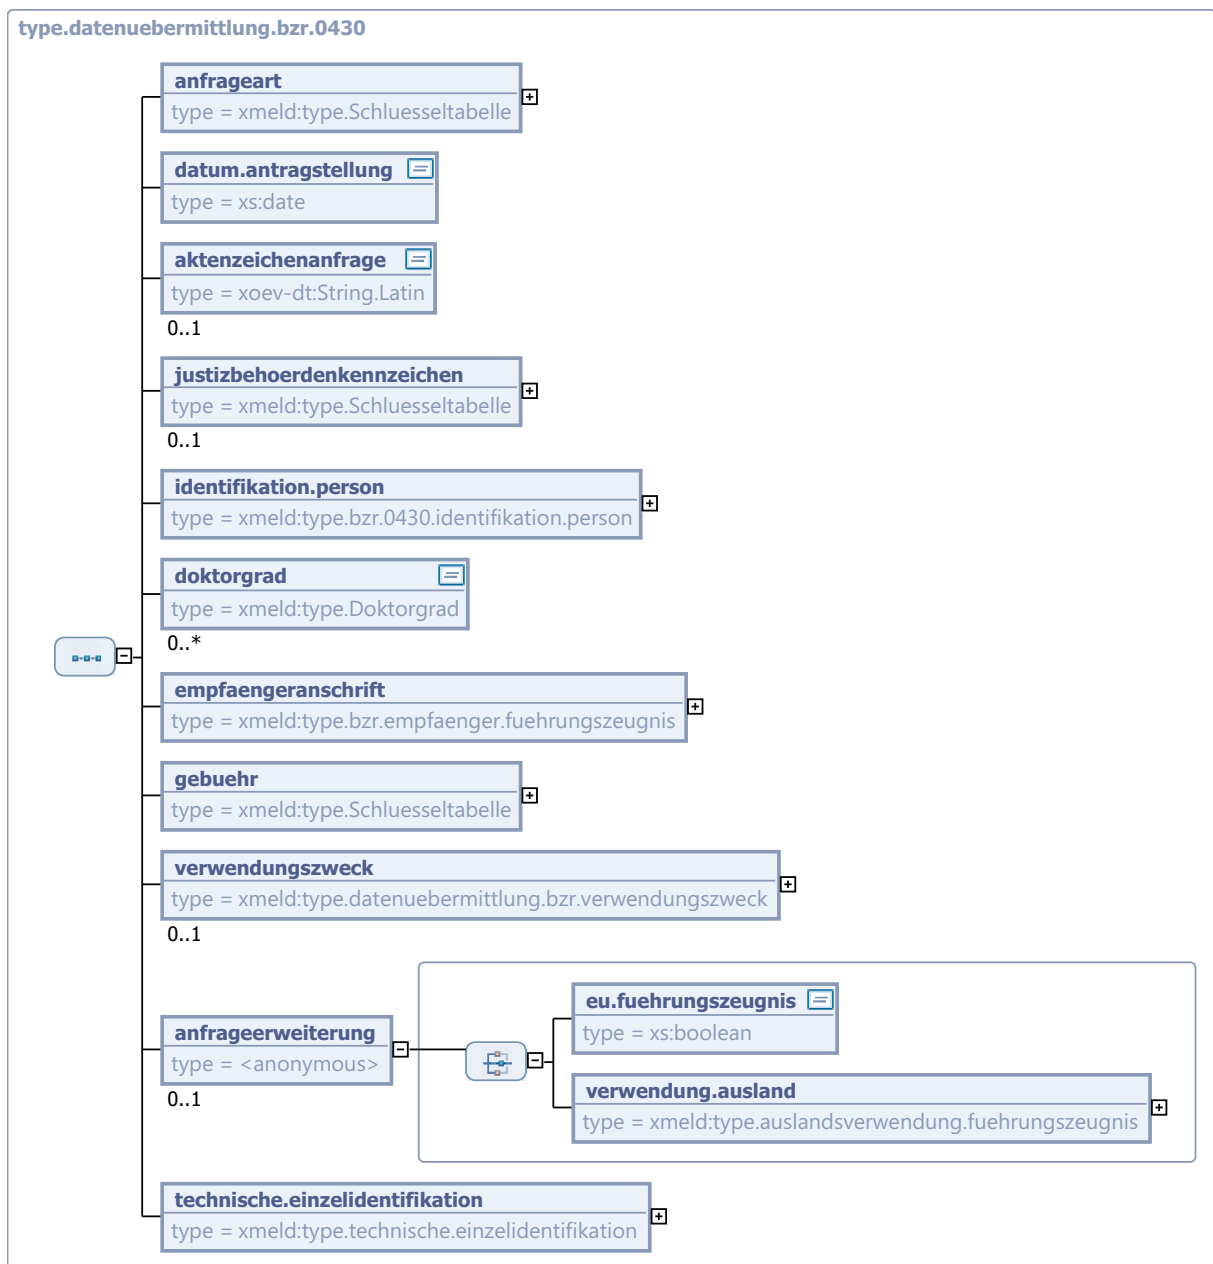 type.datenuebermittlung.bzr.0430
anfrageart
type = xmeld:type.Schluesseltabelle
datum.antragstellung
type = xs:date
aktenzeichenanfrage
type = xoev-dt:String.Latin
0..1
justizbehoerdenkennzeichen
type = xmeld:type.Schluesseltabelle
0..1
identifikation.person
type = xmeld:type.bzr.0430.identifikation.person
doktorgrad
type = xmeld:type.Doktorgrad
0..*
empfaengeranschrift
type = xmeld:type.bzr.empfaenger.fuehrungszeugnis
gebuehr
type = xmeld:type.Schluesseltabelle
verwendungszweck
type = xmeld:type.datenuebermittlung.bzr.verwendungszweck
0..1
anfrageerweiterung
type = <anonymous>
0..1
eu.fuehrungszeugnis
type = xs:boolean
verwendung.ausland
type = xmeld:type.auslandsverwendung.fuehrungszeugnis
technische.einzelidentifikation
type = xmeld:type.technische.einzelidentifikation